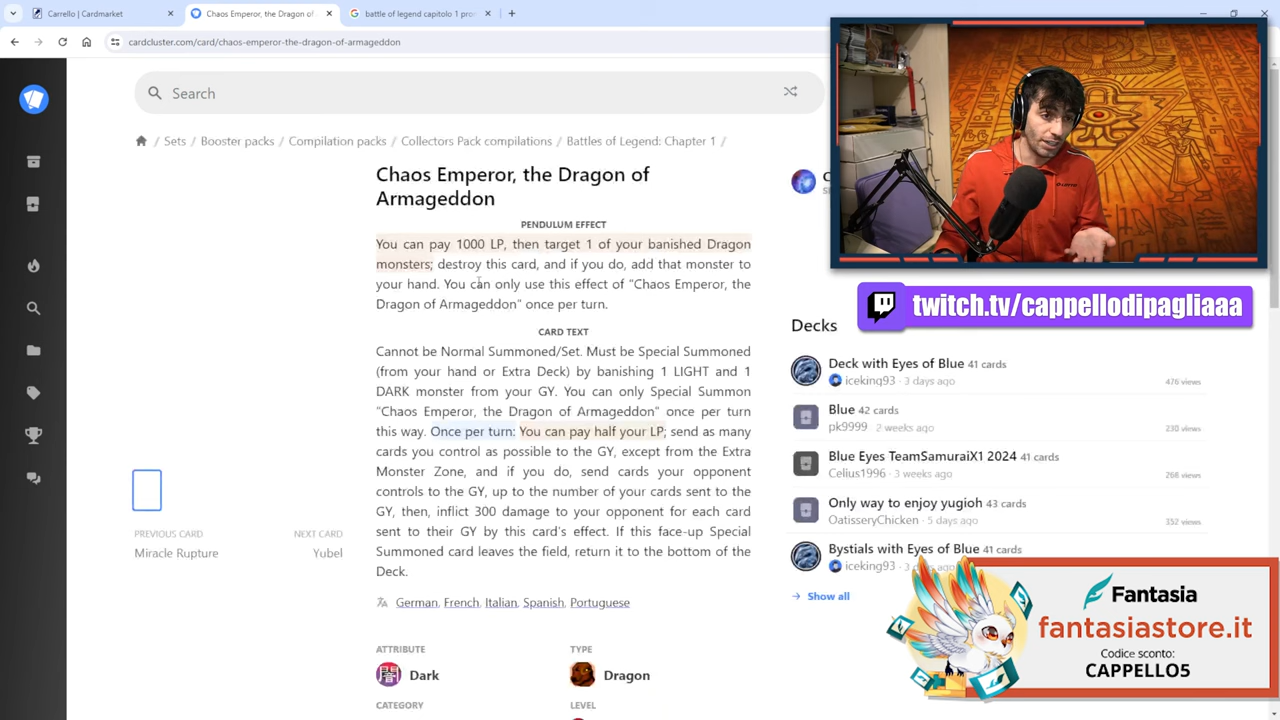 Carrello | Cardmarket
Chaos Emperor, the Dragon of
battle of legend capitolo 1 pro
cardcluster.com/card/chaos-emperor-the-dragon-of-armageddon
Search
/ Sets / Booster packs / Compilation packs / Collectors Pack compilations / Battles of Legend: Chapter 1 /
Chaos Emperor, the Dragon of
Armageddon
PENDULUM EFFECT
You can pay 1000 LP, then target 1 of your banished Dragon
monsters; destroy this card, and if you do, add that monster to
your hand. You can only use this effect of "Chaos Emperor, the
Dragon of Armageddon" once per turn.
CARD TEXT
Cannot be Normal Summoned/Set. Must be Special Summoned
(from your hand or Extra Deck) by banishing 1 LIGHT and 1
DARK monster from your GY. You can only Special Summon
"Chaos Emperor, the Dragon of Armageddon" once per turn
this way. Once per turn: You can pay half your LP; send as many
cards you control as possible to the GY, except from the Extra
Monster Zone, and if you do, send cards your opponent
controls to the GY, up to the number of your cards sent to the
GY, then, inflict 300 damage to your opponent for each card
sent to their GY by this card's effect. If this face-up Special
Summoned card leaves the field, return it to the bottom of the
Deck.
German, French, Italian, Spanish, Portuguese
ATTRIBUTE
TYPE
Dark
Dragon
CATEGORY
LEVEL
PREVIOUS CARD
NEXT CARD
Miracle Rupture
Yubel
twitch.tv/cappellodipagliaaa
Decks
Deck with Eyes of Blue 41 cards
iceking93 · 3 days ago
476 views
Blue 42 cards
pk9999 · 2 weeks ago
230 views
Blue Eyes TeamSamuraiX1 2024 41 cards
Celius1996 · 3 weeks ago
266 views
Only way to enjoy yugioh 43 cards
OatisseryChicken · 5 days ago
352 views
Bystials with Eyes of Blue 41 cards
iceking93 · 3
Show all
Fantasia
fantasiastore.it
Codice sconto:
CAPPELLO5